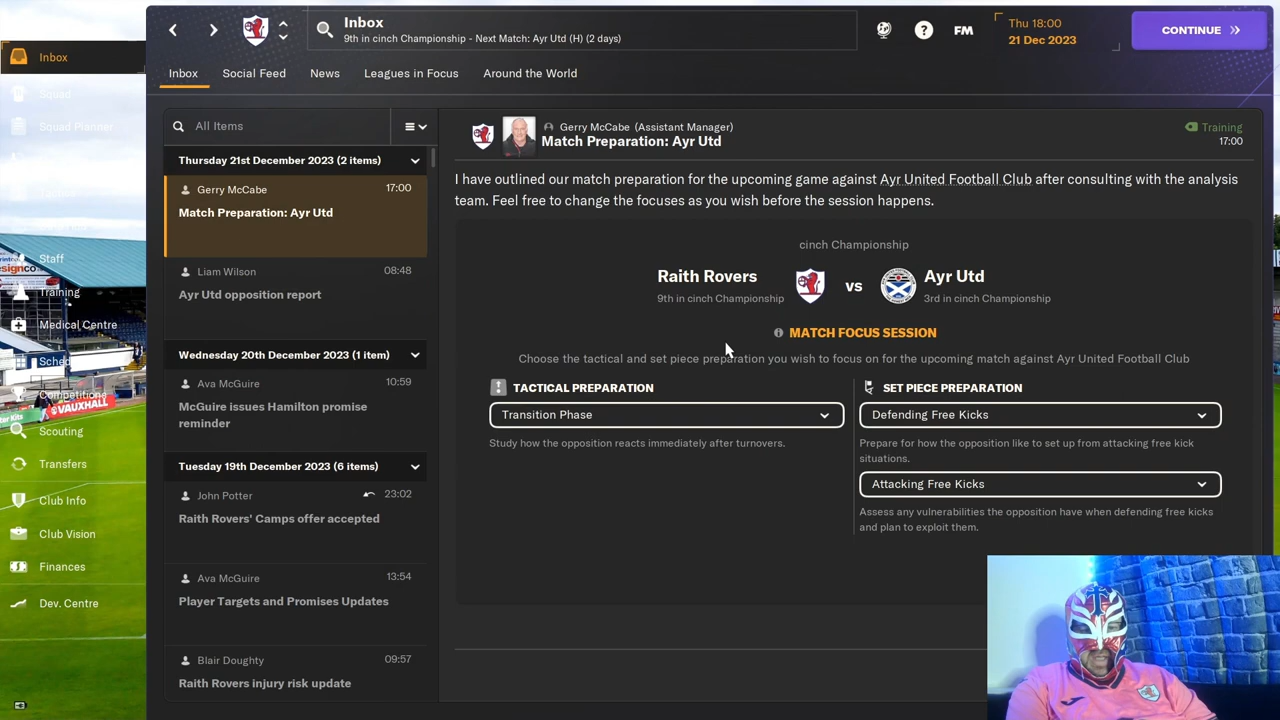 Inbox
9th in cinch Championship - Next Match: Ayr Utd (H) (2 days)
?
FM
Thu 18:00
21 Dec 2023
CONTINUE
Inbox
Squad
Squad Planner
Staff
Training
Medical Centre
Sched
Competitions
VAUXHALL
Scouting
Transfers
Club Info
Club Vision
Finances
Dev. Centre
Inbox
Social Feed
News
Leagues in Focus
Around the World
All Items
Thursday 21st December 2023 (2 items)
Gerry McCabe
17:00
Match Preparation: Ayr Utd
Liam Wilson
08:48
Ayr Utd opposition report
Wednesday 20th December 2023 (1 item)
Ava McGuire
10:59
McGuire issues Hamilton promise
reminder
Tuesday 19th December 2023 (6 items)
John Potter
23:02
Raith Rovers' Camps offer accepted
Ava McGuire
13:54
Player Targets and Promises Updates
Blair Doughty
09:57
Raith Rovers injury risk update
Gerry McCabe (Assistant Manager)
Match Preparation: Ayr Utd
Training
17:00
I have outlined our match preparation for the upcoming game against Ayr United Football Club after consulting with the analysis
team. Feel free to change the focuses as you wish before the session happens.
cinch Championship
Raith Rovers
9th in cinch Championship
vs
Ayr Utd
3rd in cinch Championship
MATCH FOCUS SESSION
Choose the tactical and set piece preparation you wish to focus on for the upcoming match against Ayr United Football Club
TACTICAL PREPARATION
Transition Phase
Study how the opposition reacts immediately after turnovers.
SET PIECE PREPARATION
Defending Free Kicks
Prepare for how the opposition like to set up from attacking free kick
situations.
Attacking Free Kicks
Assess any vulnerabilities the opposition have when defending free kicks
and plan to exploit them.